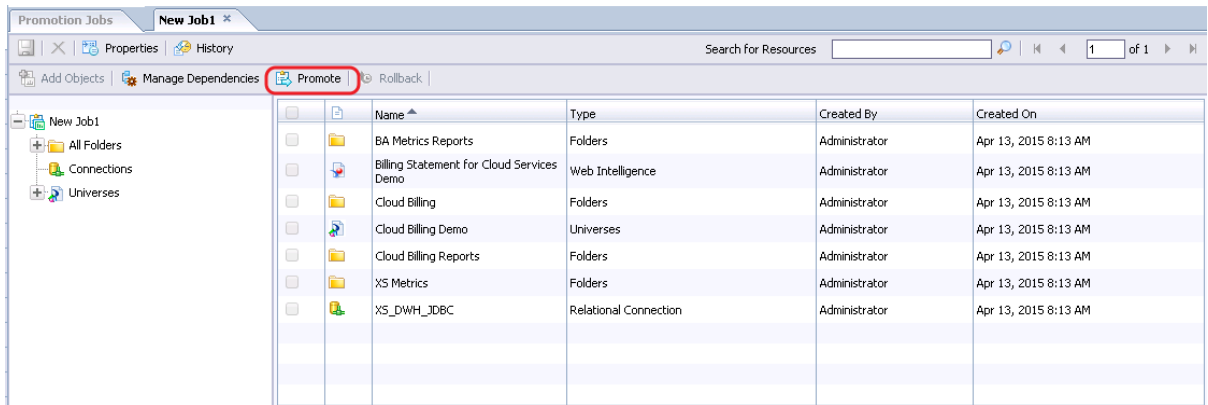 Promotion Jobs New Job1 ×
Properties History Search for Resources 1 of 1
Add Objects Manage Dependencies Promote Rollback
New Job1
All Folders
Connections
Universes
Name Type Created By Created On
BA Metrics Reports Folders Administrator Apr 13, 2015 8:13 AM
Billing Statement for Cloud Services
Demo Web Intelligence Administrator Apr 13, 2015 8:13 AM
Cloud Billing Folders Administrator Apr 13, 2015 8:13 AM
Cloud Billing Demo Universes Administrator Apr 13, 2015 8:13 AM
Cloud Billing Reports Folders Administrator Apr 13, 2015 8:13 AM
XS Metrics Folders Administrator Apr 13, 2015 8:13 AM
XS_DWH_JDBC Relational Connection Administrator Apr 13, 2015 8:13 AM